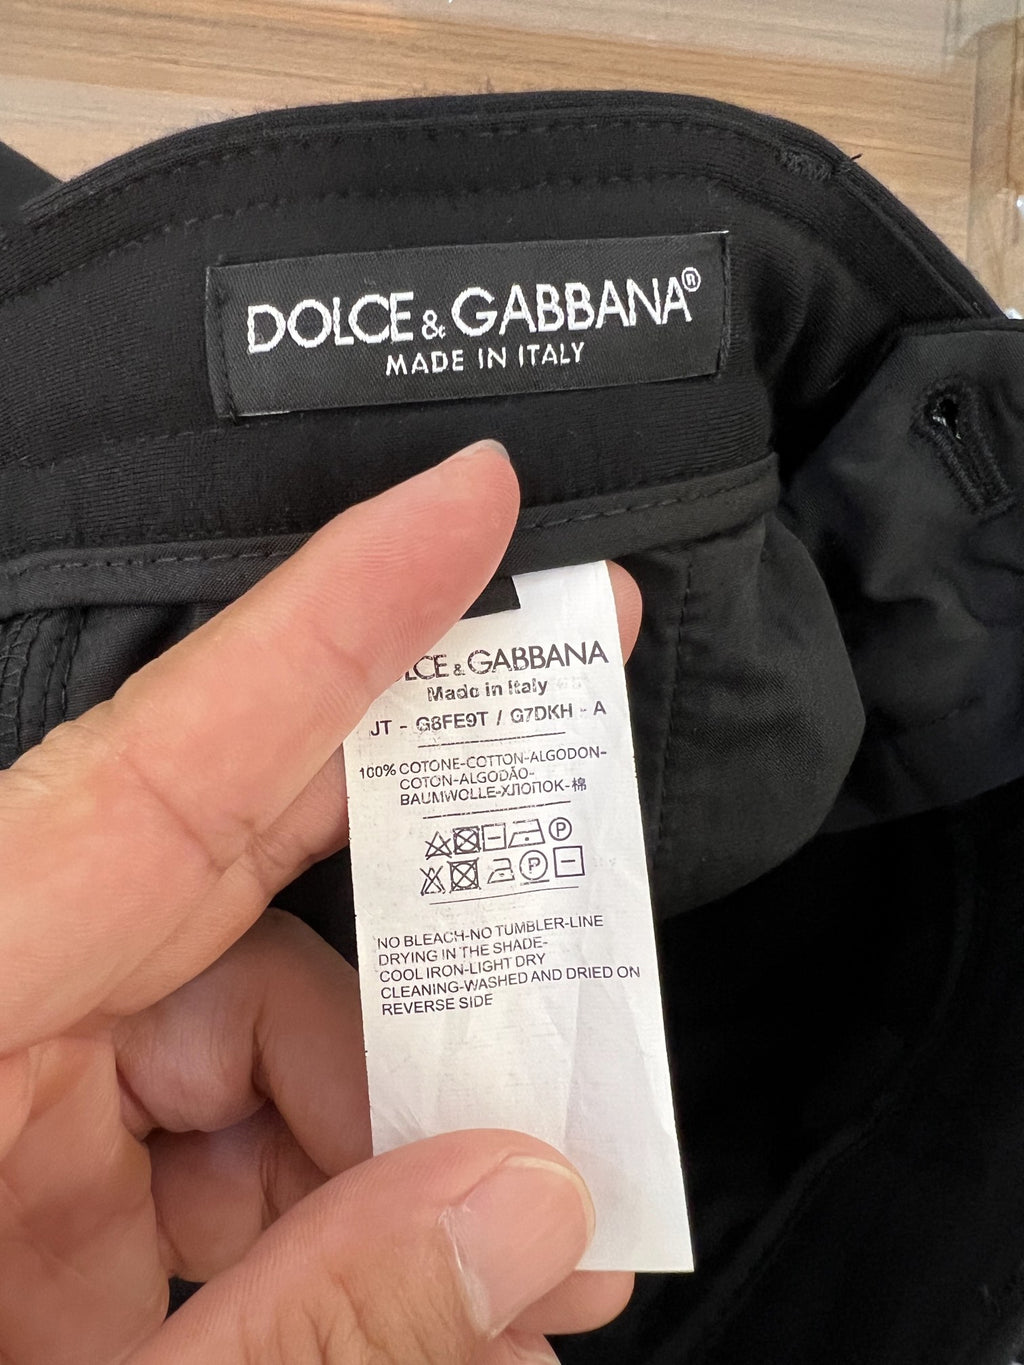 DOLCE & GABBANA®
MADE IN ITALY
& GABBANA
Made in Italy
JT - G8FE9T / G7DKH - A
100% COTONE-COTTON-ALGODON-
COTON-ALGODÃO-
BAUMWOLLE-ХЛОПОК-棉
P
P
NO BLEACH-NO TUMBLER-LINE
DRYING IN THE SHADE-
COOL IRON-LIGHT DRY
CLEANING-WASHED AND DRIED ON
REVERSE SIDE